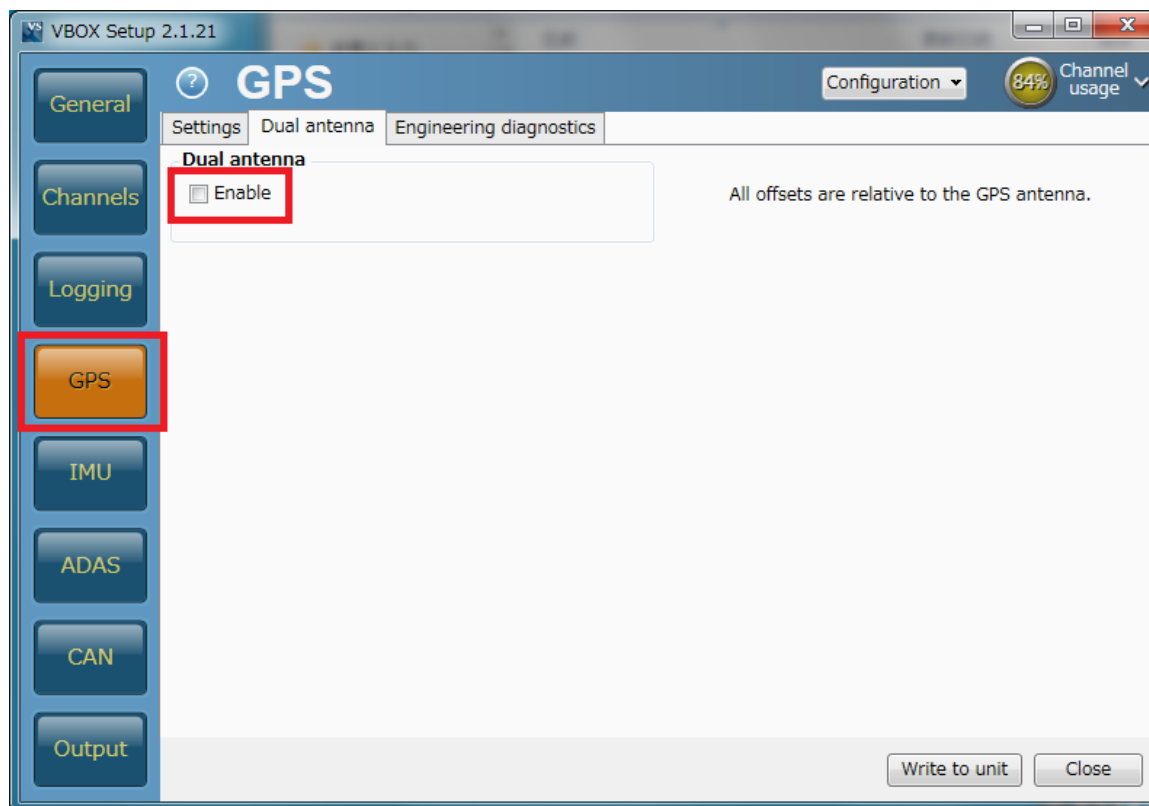 VBOX Setup 2.1.21
GPS
Configuration
84%
Channel
usage
Settings
Dual antenna
Engineering diagnostics
Dual antenna
Enable
All offsets are relative to the GPS antenna.
General
Channels
Logging
GPS
IMU
ADAS
CAN
Output
Write to unit
Close